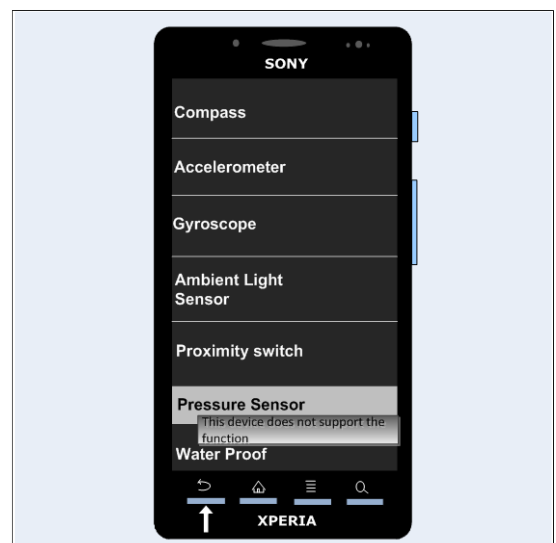 SONY
Compass
Accelerometer
Gyroscope
Ambient Light
Sensor
Proximity switch
Pressure Sensor
This device does not support the
function
Water Proof
XPERIA